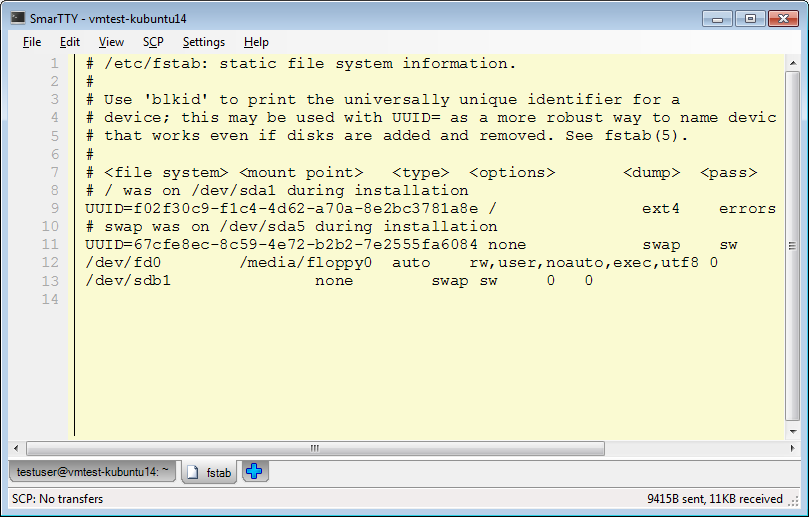 SmarTTY - vmtest-kubuntu14
File Edit View SCP Settings Help
1 # /etc/fstab: static file system information.
2 #
3 # Use 'blkid' to print the universally unique identifier for a
4 # device; this may be used with UUID= as a more robust way to name devic
5 # that works even if disks are added and removed. See fstab(5).
6 #
7 # <file system> <mount point>   <type>  <options>       <dump>  <pass>
8 # / was on /dev/sda1 during installation
9 UUID=f02f30c9-f1c4-4d62-a70a-8e2bc3781a8e /               ext4    errors
10 # swap was on /dev/sda5 during installation
11 UUID=67cfe8ec-8c59-4e72-b2b2-7e2555fa6084 none            swap    sw
12 /dev/fd0        /media/floppy0  auto    rw,user,noauto,exec,utf8 0
13 /dev/sdb1               none        swap sw     0   0
14
testuser@vmtest-kubuntu14: ~ fstab
SCP: No transfers 9415B sent, 11KB received